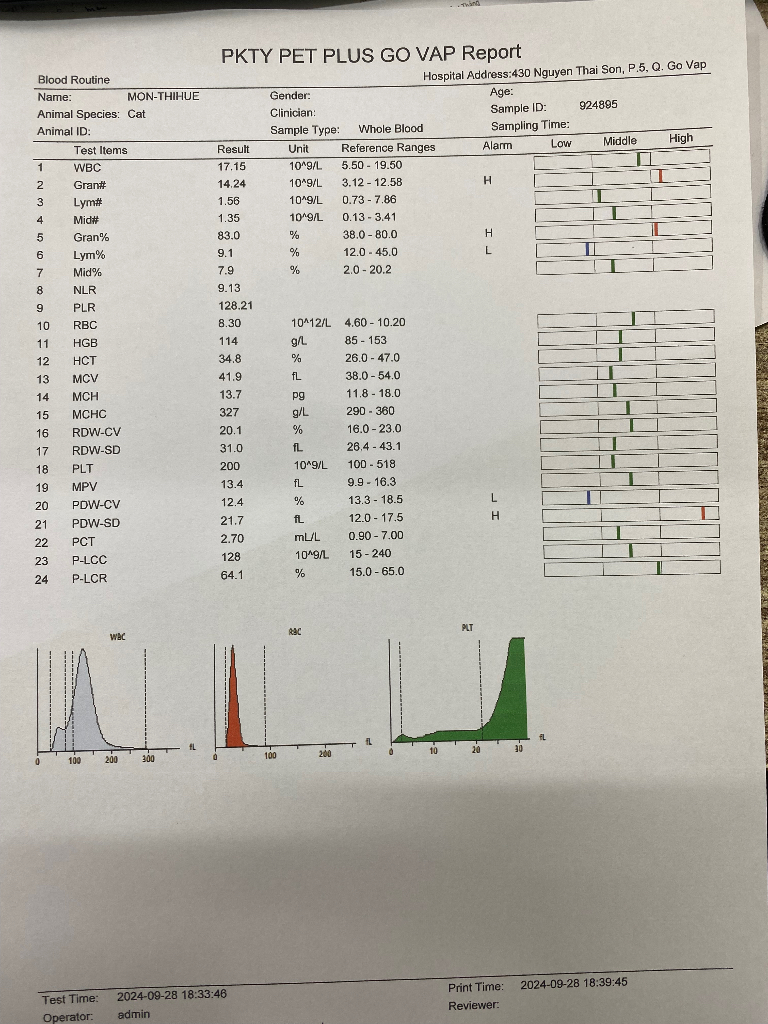 PKTY PET PLUS GO VAP Report
Blood Routine Hospital Address:430 Nguyen Thai Son, P.5, Q. Go Vap
Name: MON-THIHUE Gender: Age:
Animal Species: Cat Clinician: Sample ID: 924895
Animal ID: Sample Type: Whole Blood Sampling Time:
Test Items Result Unit Reference Ranges Alarm Low Middle High
1 WBC 17.15 10^9/L 5.50 - 19.50
2 Gran# 14.24 10^9/L 3.12 - 12.58 H
3 Lym# 1.56 10^9/L 0.73 - 7.86
4 Mid# 1.35 10^9/L 0.13 - 3.41
5 Gran% 83.0 % 38.0 - 80.0 H
6 Lym% 9.1 % 12.0 - 45.0 L
7 Mid% 7.9 % 2.0 - 20.2
8 NLR 9.13
9 PLR 128.21
10 RBC 8.30 10^12/L 4.60 - 10.20
11 HGB 114 g/L 85 - 153
12 HCT 34.8 % 26.0 - 47.0
13 MCV 41.9 fL 38.0 - 54.0
14 MCH 13.7 pg 11.8 - 18.0
15 MCHC 327 g/L 290 - 360
16 RDW-CV 20.1 % 16.0 - 23.0
17 RDW-SD 31.0 fL 26.4 - 43.1
18 PLT 200 10^9/L 100 - 518
19 MPV 13.4 fL 9.9 - 16.3
20 PDW-CV 12.4 % 13.3 - 18.5 L
21 PDW-SD 21.7 fL 12.0 - 17.5 H
22 PCT 2.70 mL/L 0.90 - 7.00
23 P-LCC 128 10^9/L 15 - 240
24 P-LCR 64.1 % 15.0 - 65.0
WBC RBC PLT
0 100 200 300 fL 0 100 200 fL 0 10 20 30 fL
Test Time: 2024-09-28 18:33:46 Print Time: 2024-09-28 18:39:45
Operator: admin Reviewer: